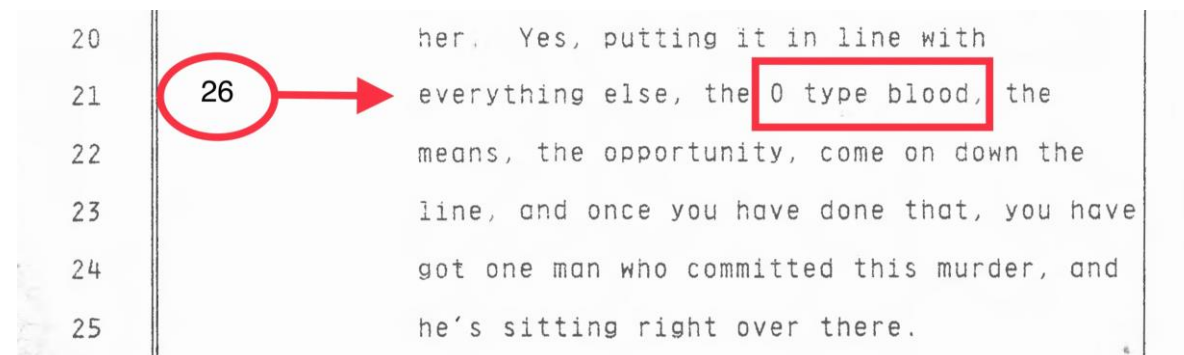 20 her. Yes, putting it in line with
21 26 everything else, the O type blood, the
22 means, the opportunity, come on down the
23 line, and once you have done that, you have
24 got one man who committed this murder, and
25 he's sitting right over there.